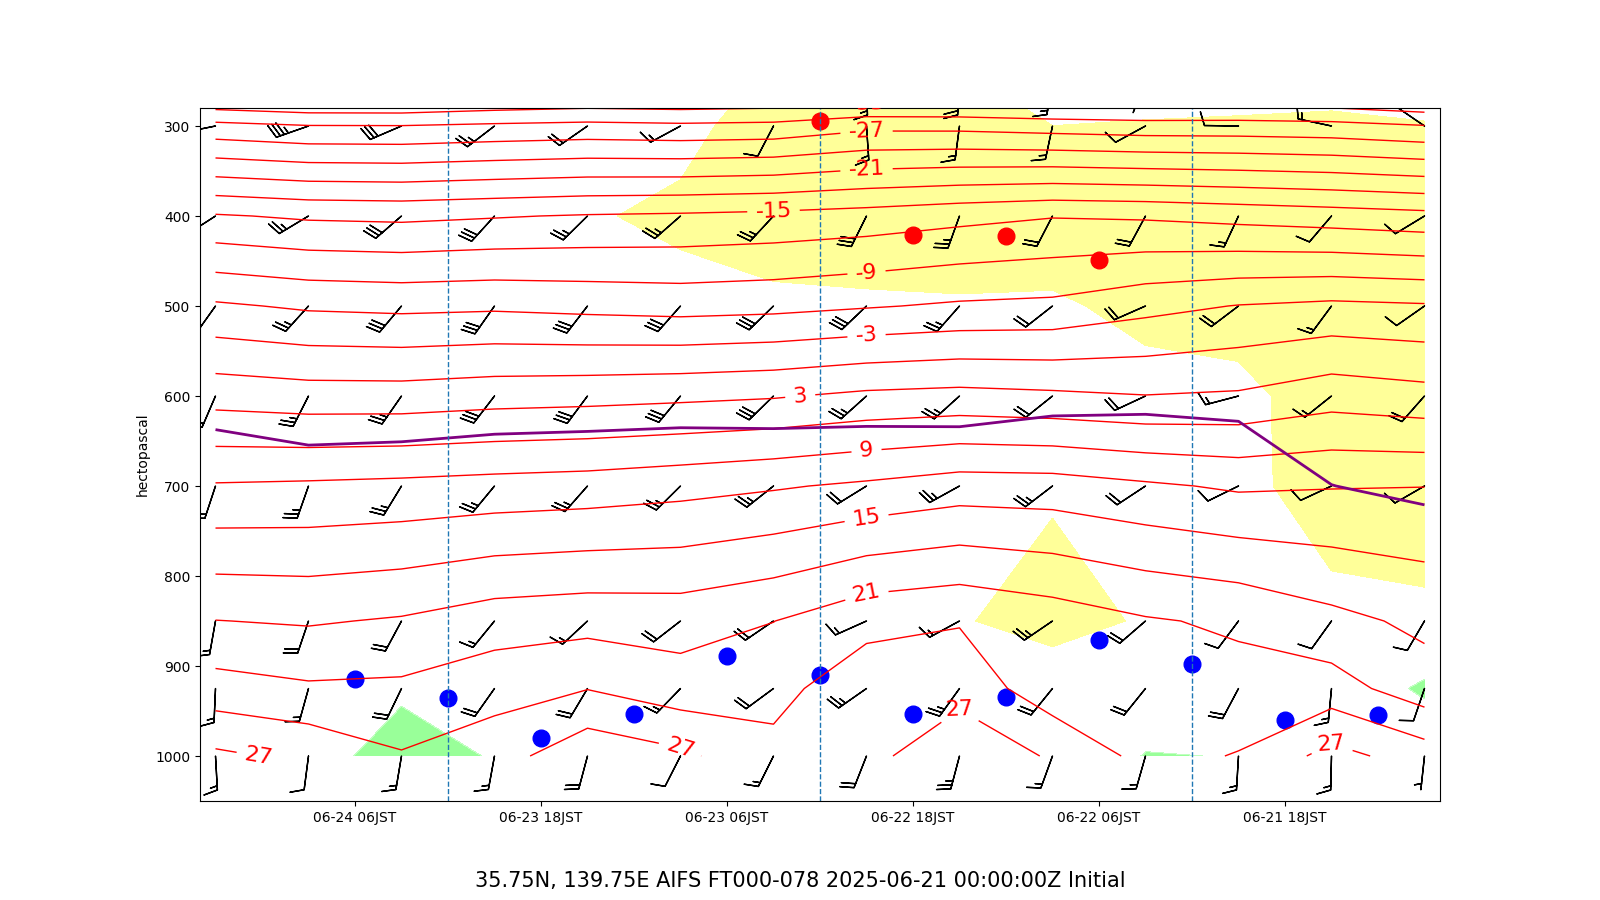 300
400
500
600
700
800
900
1000
hectopascal
-27
-21
-15
-9
-3
3
9
15
21
27
27
27
27
06-24 06JST
06-23 18JST
06-23 06JST
06-22 18JST
06-22 06JST
06-21 18JST
35.75N, 139.75E AIFS FT000-078 2025-06-21 00:00:00Z Initial